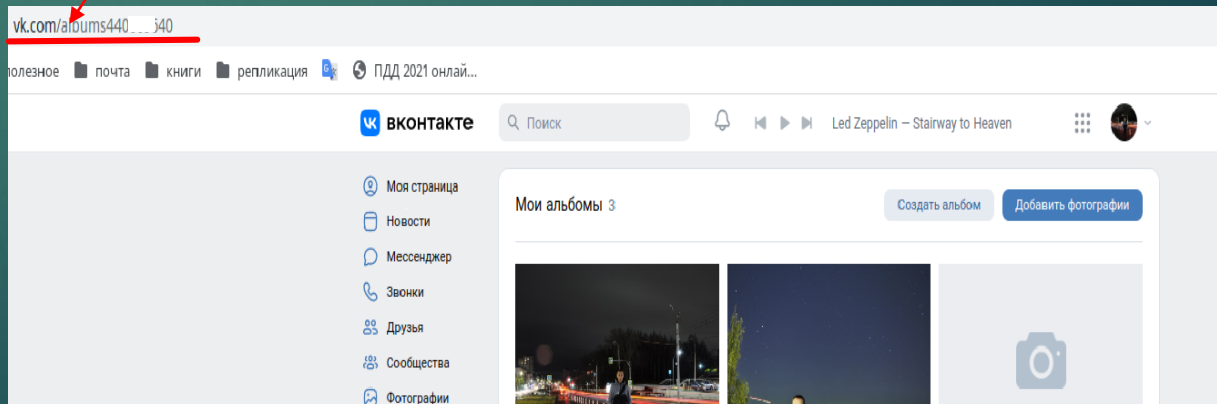 vk.com/albums440
полезное почта книги репликация ПДД 2021 онлай...
вконтакте Поиск Led Zeppelin – Stairway to Heaven
Моя страница
Новости
Мессенджер
Звонки
Друзья
Сообщества
Фотографии
Мои альбомы 3 Создать альбом Добавить фотографии